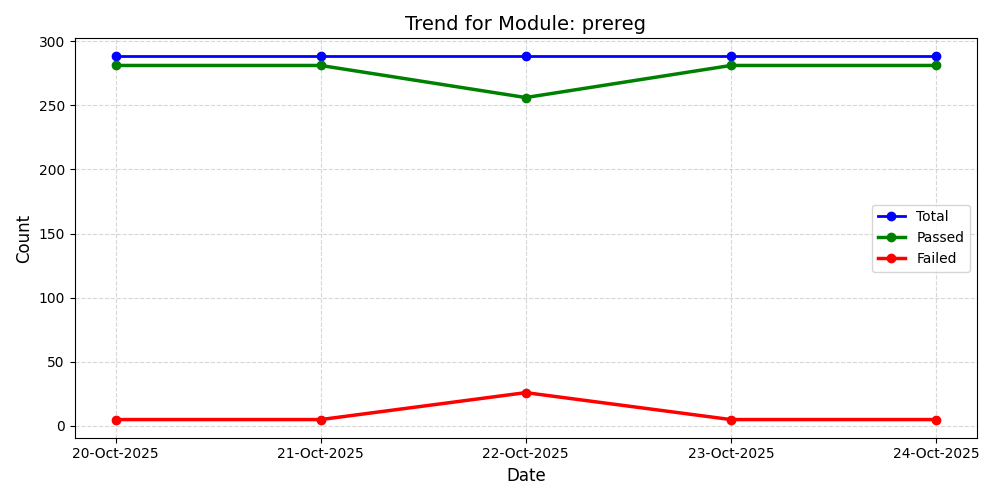 Trend for Module: prereg
300
250
200
150
100
50
0
Count
Total
Passed
Failed
20-Oct-2025
21-Oct-2025
22-Oct-2025
23-Oct-2025
24-Oct-2025
Date